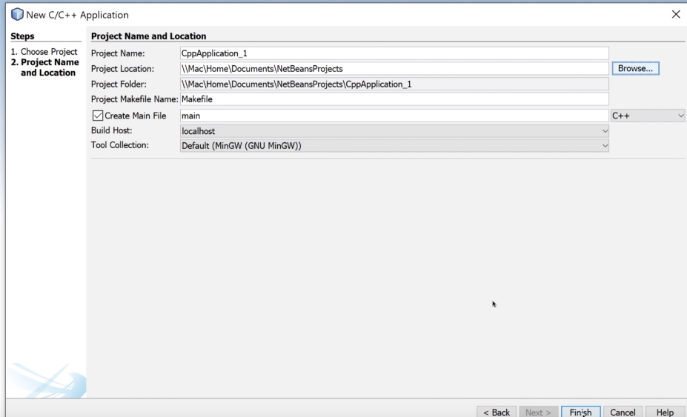 New C/C++ Application
Steps
1. Choose Project
2. Project Name
and Location
Project Name and Location
Project Name: CppApplication_1
Project Location: \\Mac\Home\Documents\NetBeansProjects Browse...
Project Folder: \\Mac\Home\Documents\NetBeansProjects\CppApplication_1
Project Makefile Name: Makefile
Create Main File main C++
Build Host: localhost
Tool Collection: Default (MinGW (GNU MinGW))
< Back Next > Finish Cancel Help